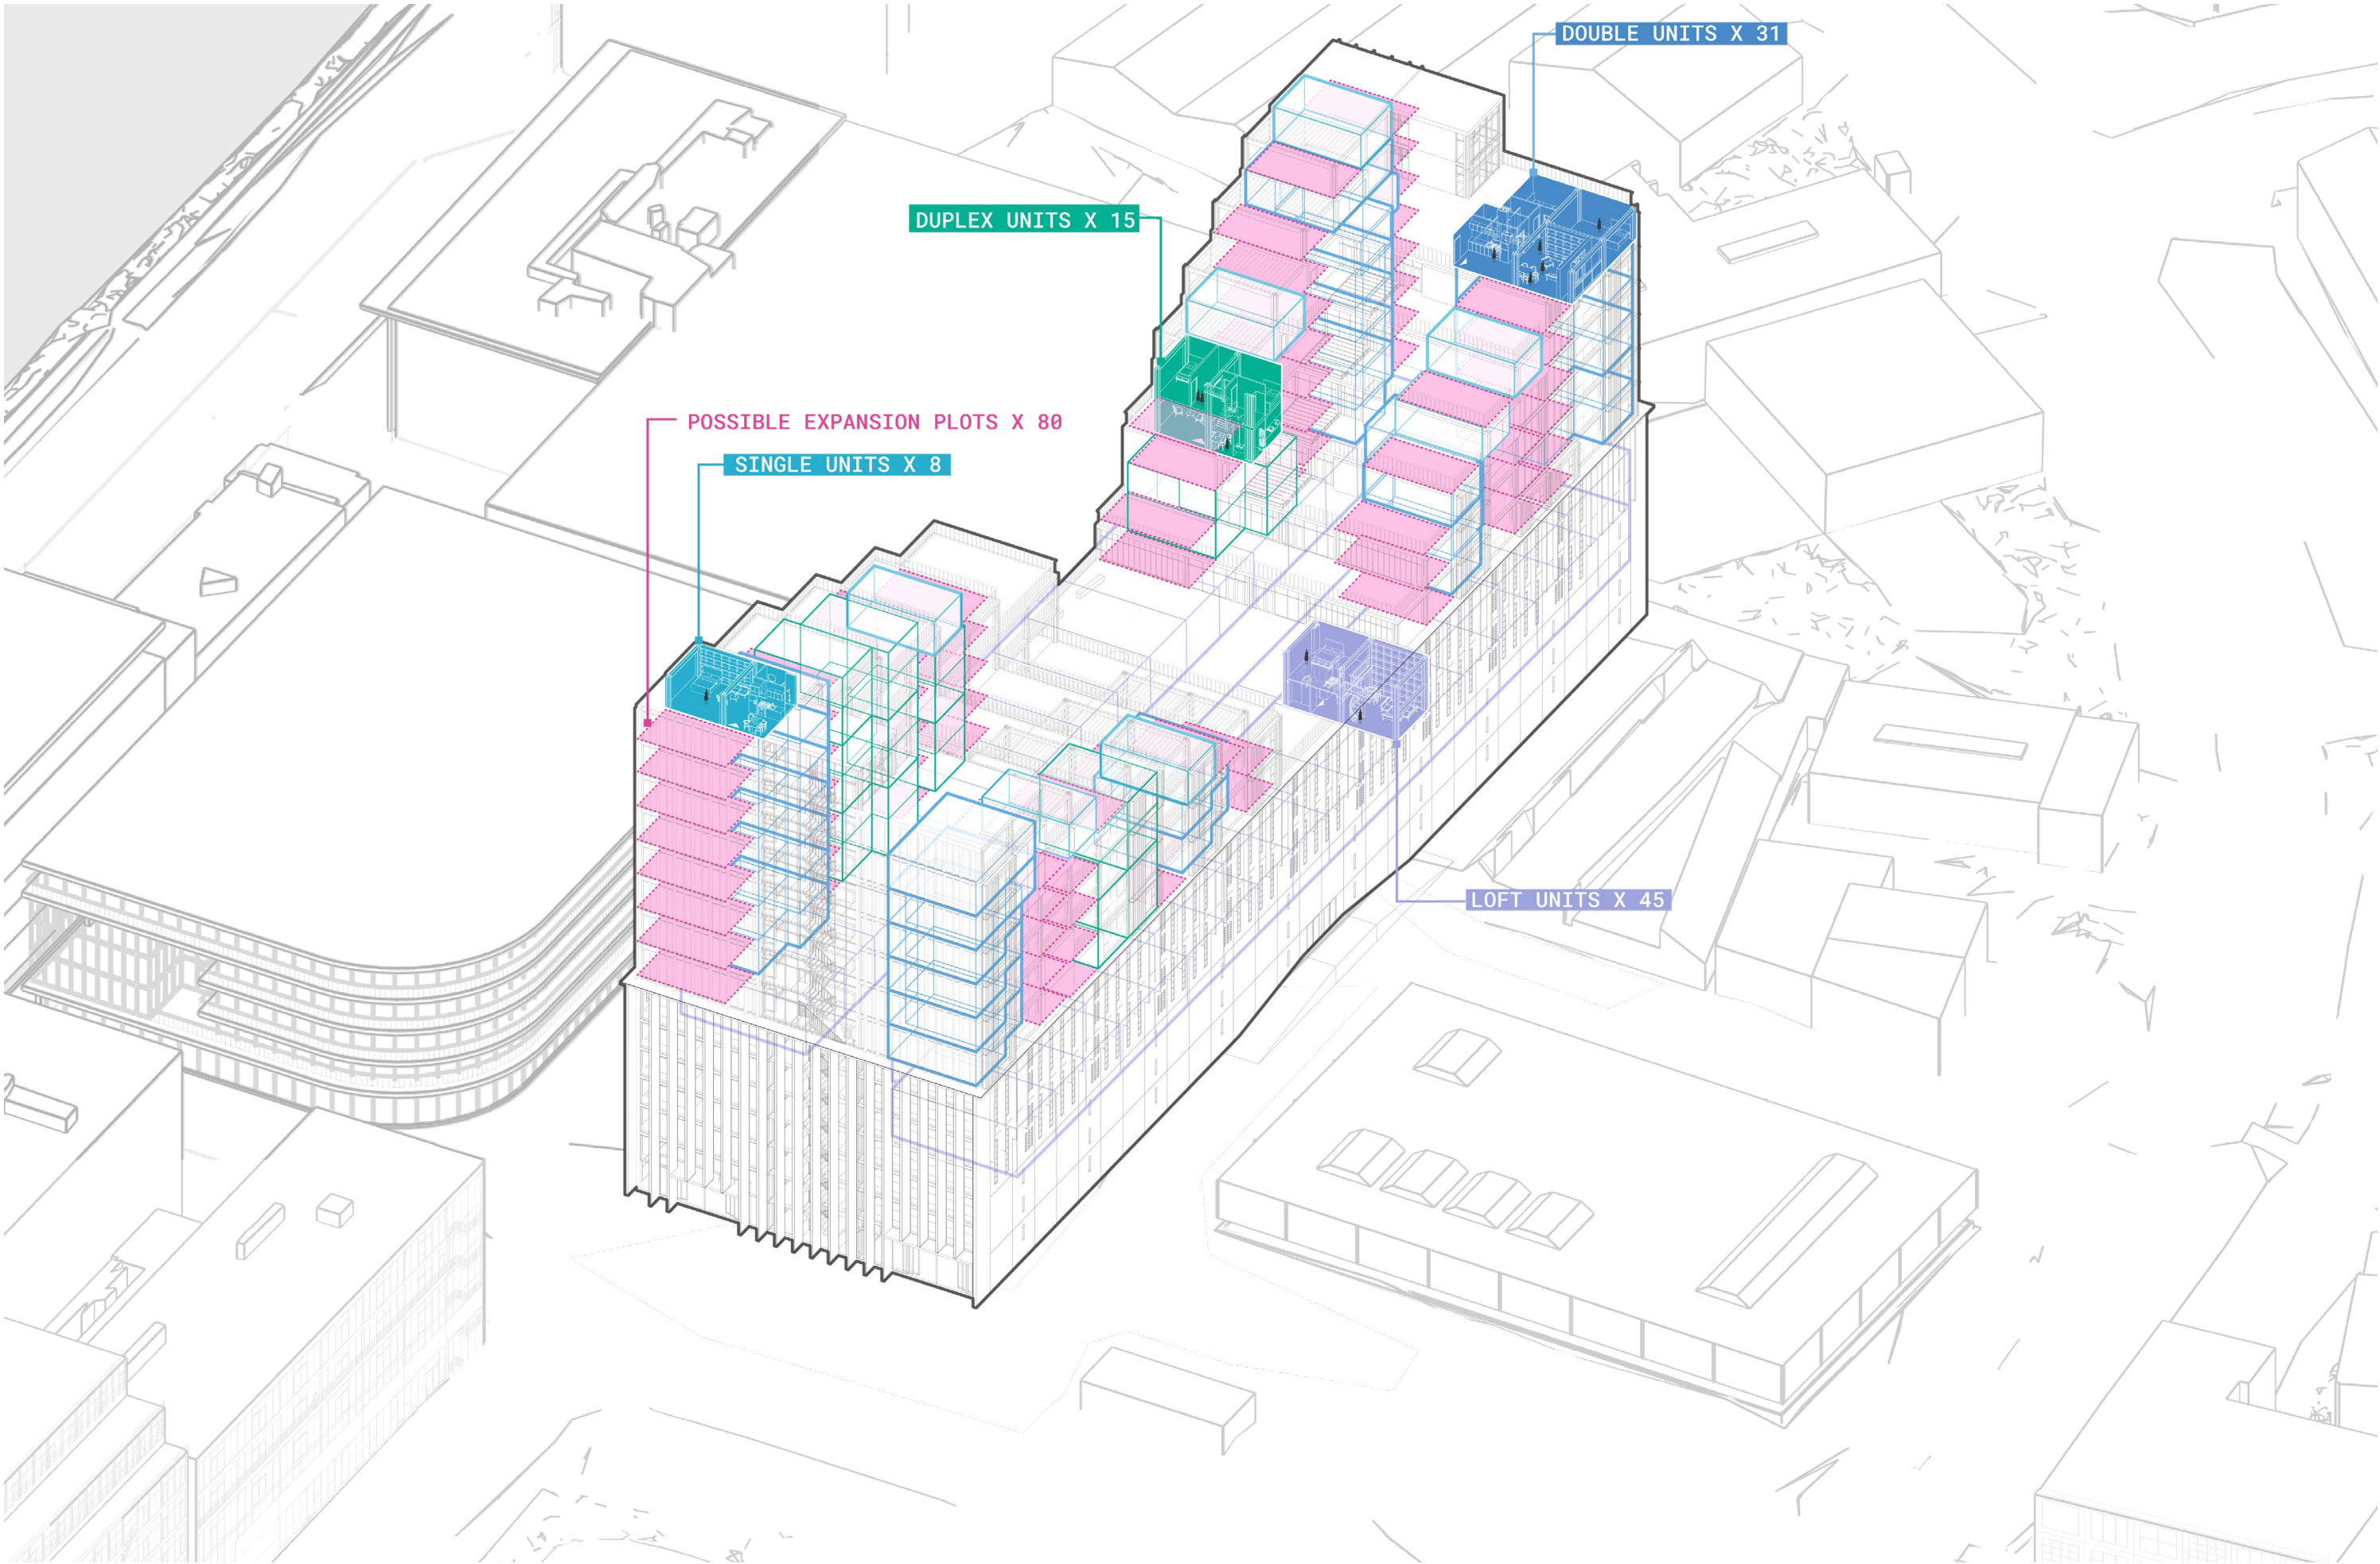 DOUBLE UNITS X 31
DUPLEX UNITS X 15
POSSIBLE EXPANSION PLOTS X 80
SINGLE UNITS X 8
LOFT UNITS X 45